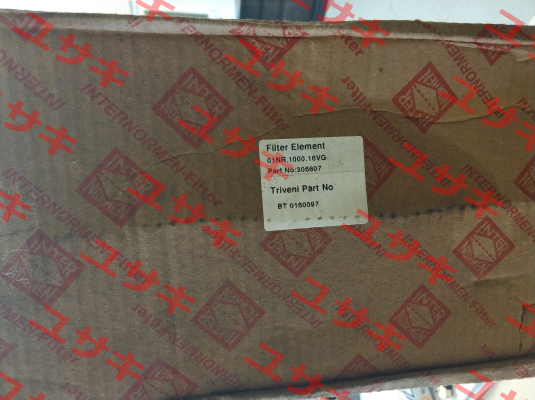 Filter Element
01NR.1000.16VG
Part No:306607
Triveni Part No
BT 0160097
ユサキ
INTERNORMEN-Filter